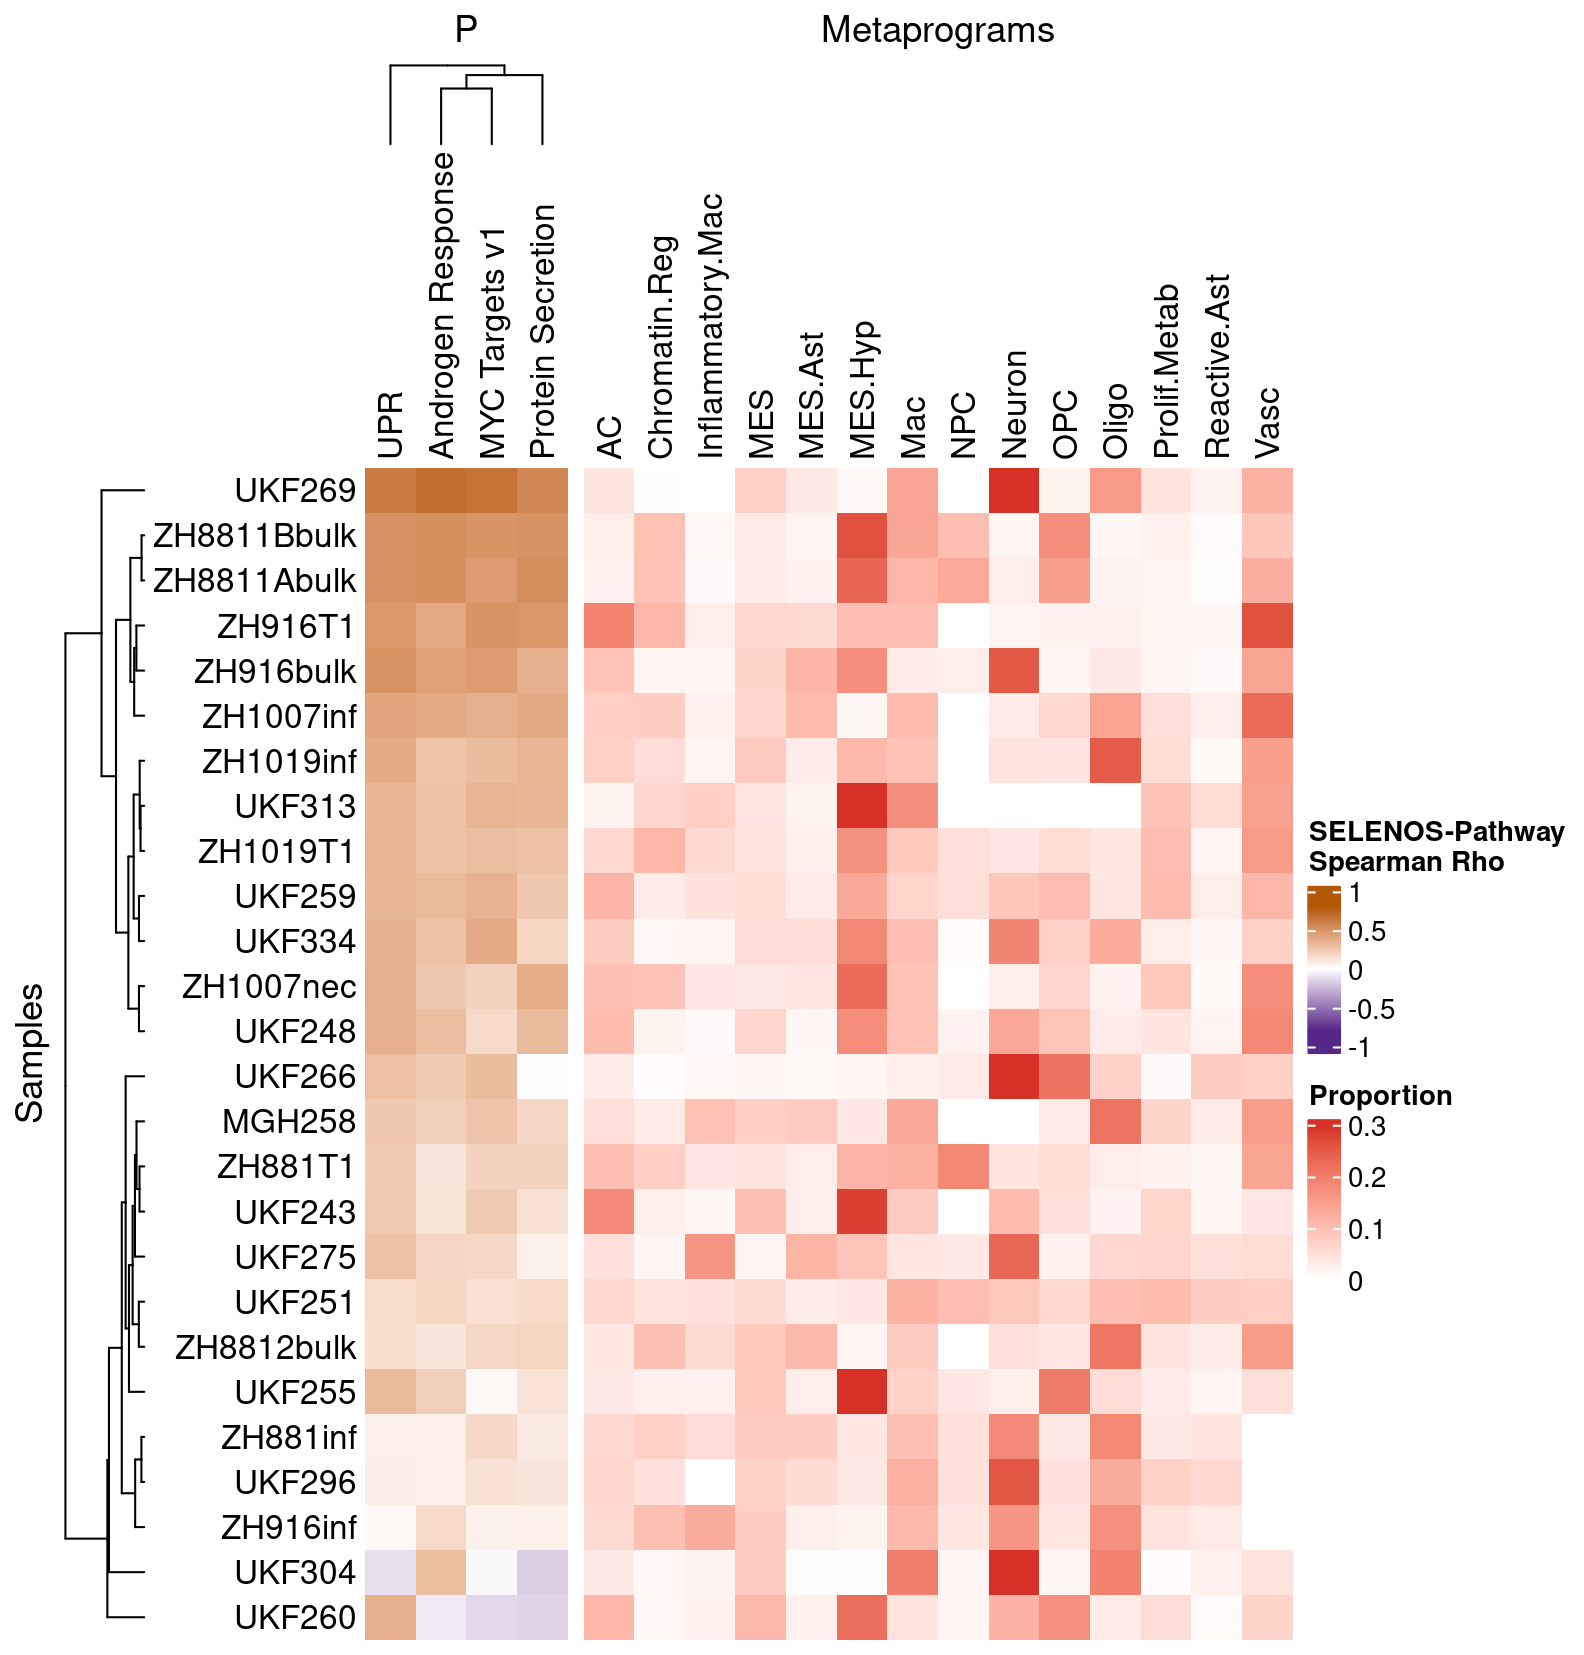 P
Metaprograms
UPR
Androgen Response
MYC Targets v1
Protein Secretion
AC
Chromatin.Reg
Inflammatory.Mac
MES
MES.Ast
MES.Hyp
Mac
NPC
Neuron
OPC
Oligo
Prolif.Metab
Reactive.Ast
Vasc
Samples
UKF269
ZH8811Bbulk
ZH8811Abulk
ZH916T1
ZH916bulk
ZH1007inf
ZH1019inf
UKF313
ZH1019T1
UKF259
UKF334
ZH1007nec
UKF248
UKF266
MGH258
ZH881T1
UKF243
UKF275
UKF251
ZH8812bulk
UKF255
ZH881inf
UKF296
ZH916inf
UKF304
UKF260
SELENOS-Pathway
Spearman Rho
1
0.5
0
-0.5
-1
Proportion
0.3
0.2
0.1
0